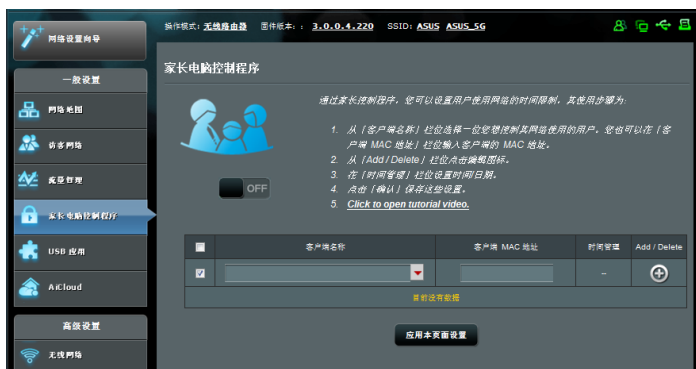 网络设置向导
操作模式: 无线路由器 固件版本: : 3.0.0.4.220 SSID: ASUS ASUS_5G
一般设置
网络地图
访客网络
流量管理
家长电脑控制程序
USB 应用
AiCloud
高级设置
无线网络
家长电脑控制程序
OFF
通过家长控制程序，您可以设置用户使用网络的时间限制，其使用步骤为:
1. 从「客户端名称」栏位选择一位您想控制其网络使用的用户。您也可以在「客
户端 MAC 地址」栏位输入客户端的 MAC 地址。
2. 从「Add / Delete」栏位点击编辑图标。
3. 在「时间管理」栏位设置时间/日期。
4. 点击「确认」保存这些设置。
5. Click to open tutorial video.
客户端名称 客户端 MAC 地址 时间管理 Add / Delete
–
目前没有数据
应用本页面设置